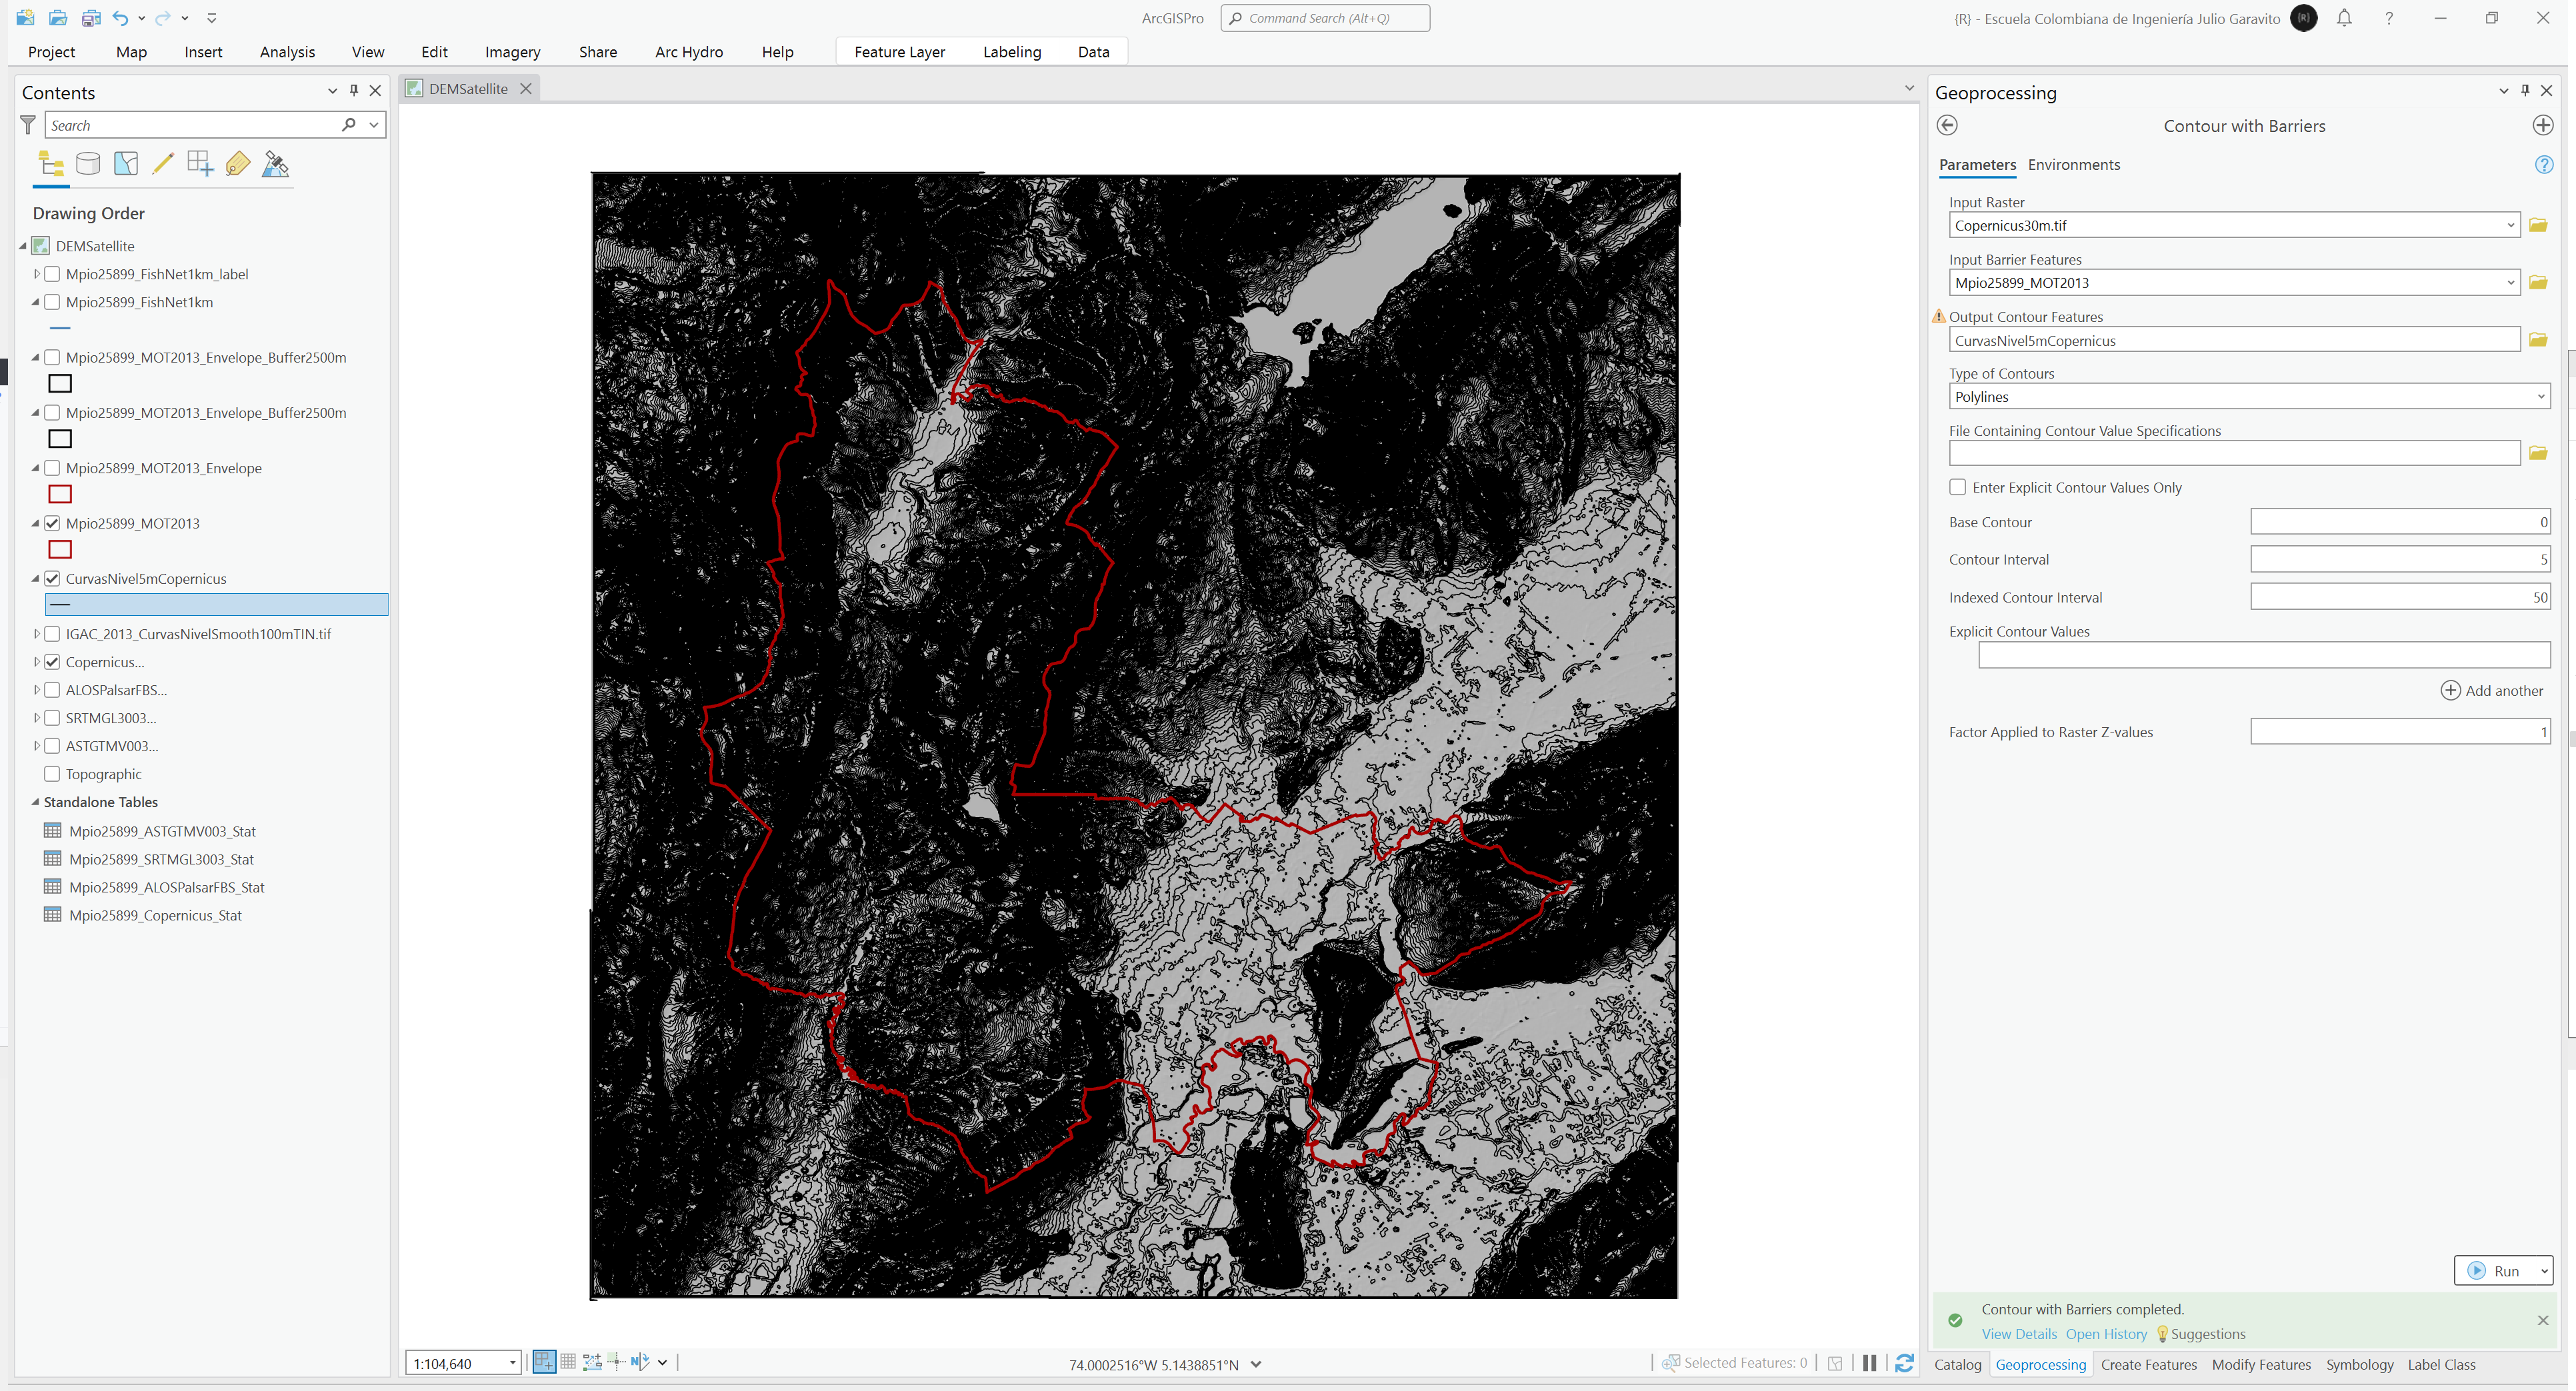 ArcGISPro
Command Search (Alt+Q)
{R} - Escuela Colombiana de Ingeniería Julio Garavito
{R}
?
Project Map Insert Analysis View Edit Imagery Share Arc Hydro Help Feature Layer Labeling Data
Contents
Search
Drawing Order
DEMSatellite
Mpio25899_FishNet1km_label
Mpio25899_FishNet1km
Mpio25899_MOT2013_Envelope_Buffer2500m
Mpio25899_MOT2013_Envelope_Buffer2500m
Mpio25899_MOT2013_Envelope
Mpio25899_MOT2013
CurvasNivel5mCopernicus
IGAC_2013_CurvasNivelSmooth100mTIN.tif
Copernicus...
ALOSPalsarFBS...
SRTMGL3003...
ASTGTMV003...
Topographic
Standalone Tables
Mpio25899_ASTGTMV003_Stat
Mpio25899_SRTMGL3003_Stat
Mpio25899_ALOSPalsarFBS_Stat
Mpio25899_Copernicus_Stat
DEMSatellite
1:104,640
74.0002516°W 5.1438851°N
Selected Features: 0
Geoprocessing
Contour with Barriers
Parameters Environments
?
Input Raster
Copernicus30m.tif
Input Barrier Features
Mpio25899_MOT2013
Output Contour Features
CurvasNivel5mCopernicus
Type of Contours
Polylines
File Containing Contour Value Specifications
Enter Explicit Contour Values Only
Base Contour 0
Contour Interval 5
Indexed Contour Interval 50
Explicit Contour Values
Add another
Factor Applied to Raster Z-values 1
Run
Contour with Barriers completed.
View Details Open History Suggestions
Catalog Geoprocessing Create Features Modify Features Symbology Label Class